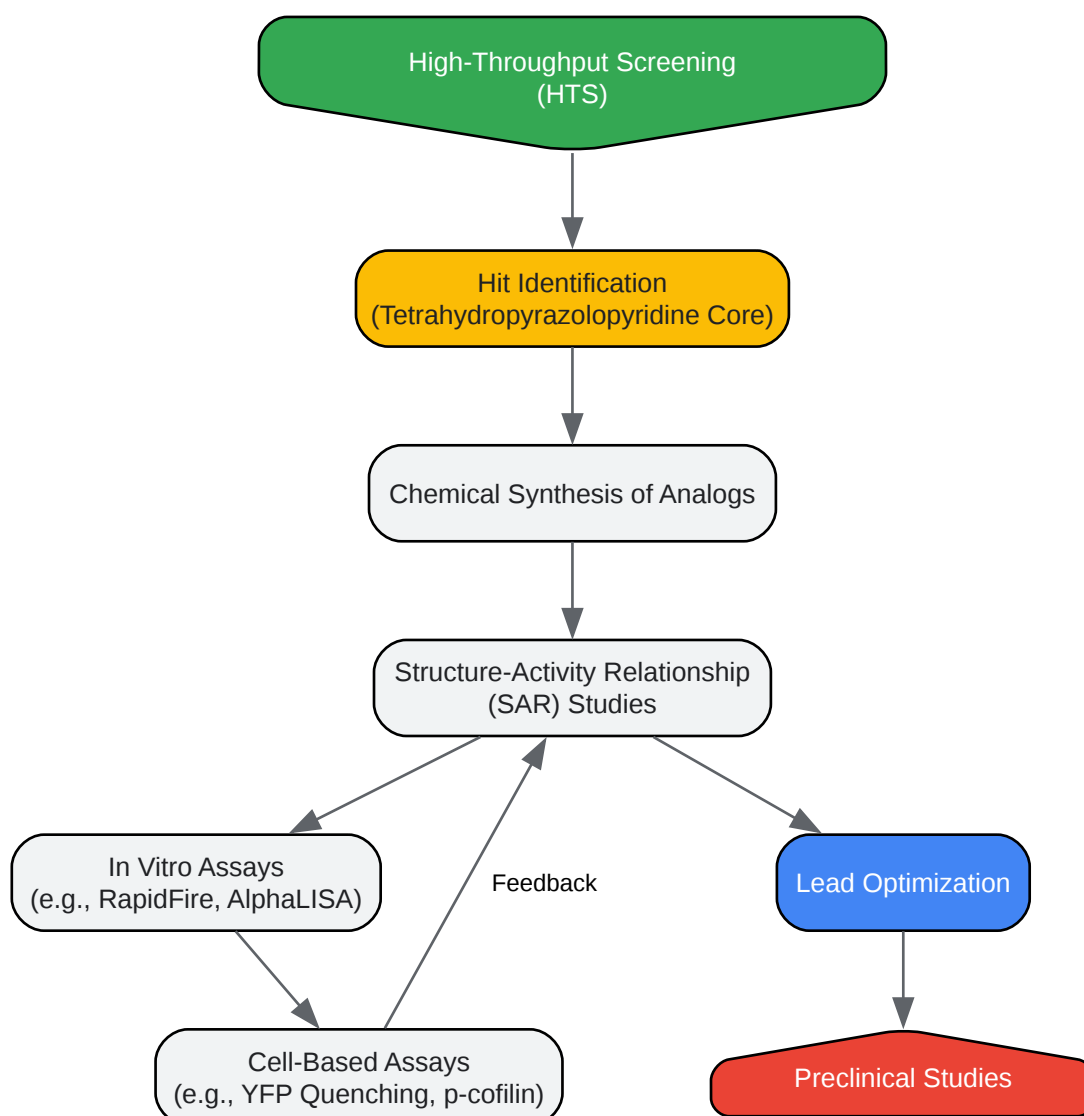 High-Throughput Screening
(HTS)
Hit Identification
(Tetrahydropyrazolopyridine Core)
Chemical Synthesis of Analogs
Structure-Activity Relationship
(SAR) Studies
In Vitro Assays
(e.g., RapidFire, AlphaLISA)
Feedback
Lead Optimization
Cell-Based Assays
(e.g., YFP Quenching, p-cofilin)
Preclinical Studies